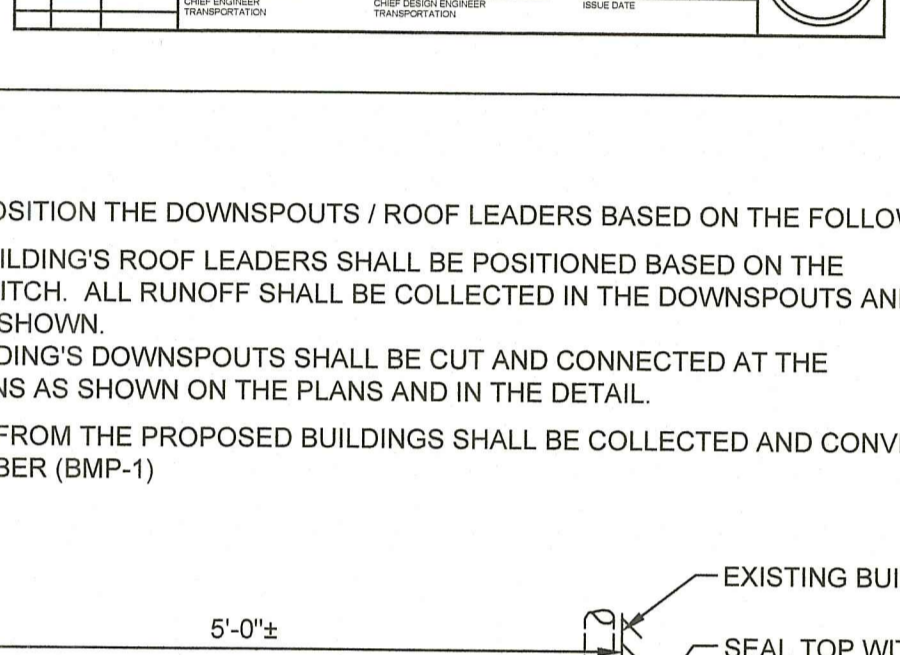 CHIEF ENGINEER
TRANSPORTATION
CHIEF DESIGN ENGINEER
TRANSPORTATION
ISSUE DATE
OSITION THE DOWNSPOUTS / ROOF LEADERS BASED ON THE FOLLOW
ILDING'S ROOF LEADERS SHALL BE POSITIONED BASED ON THE
ITCH. ALL RUNOFF SHALL BE COLLECTED IN THE DOWNSPOUTS AND
SHOWN.
DING'S DOWNSPOUTS SHALL BE CUT AND CONNECTED AT THE
NS AS SHOWN ON THE PLANS AND IN THE DETAIL.
FROM THE PROPOSED BUILDINGS SHALL BE COLLECTED AND CONV
BER (BMP-1)
EXISTING BUI
5'-0"±
SEAL TOP WIT